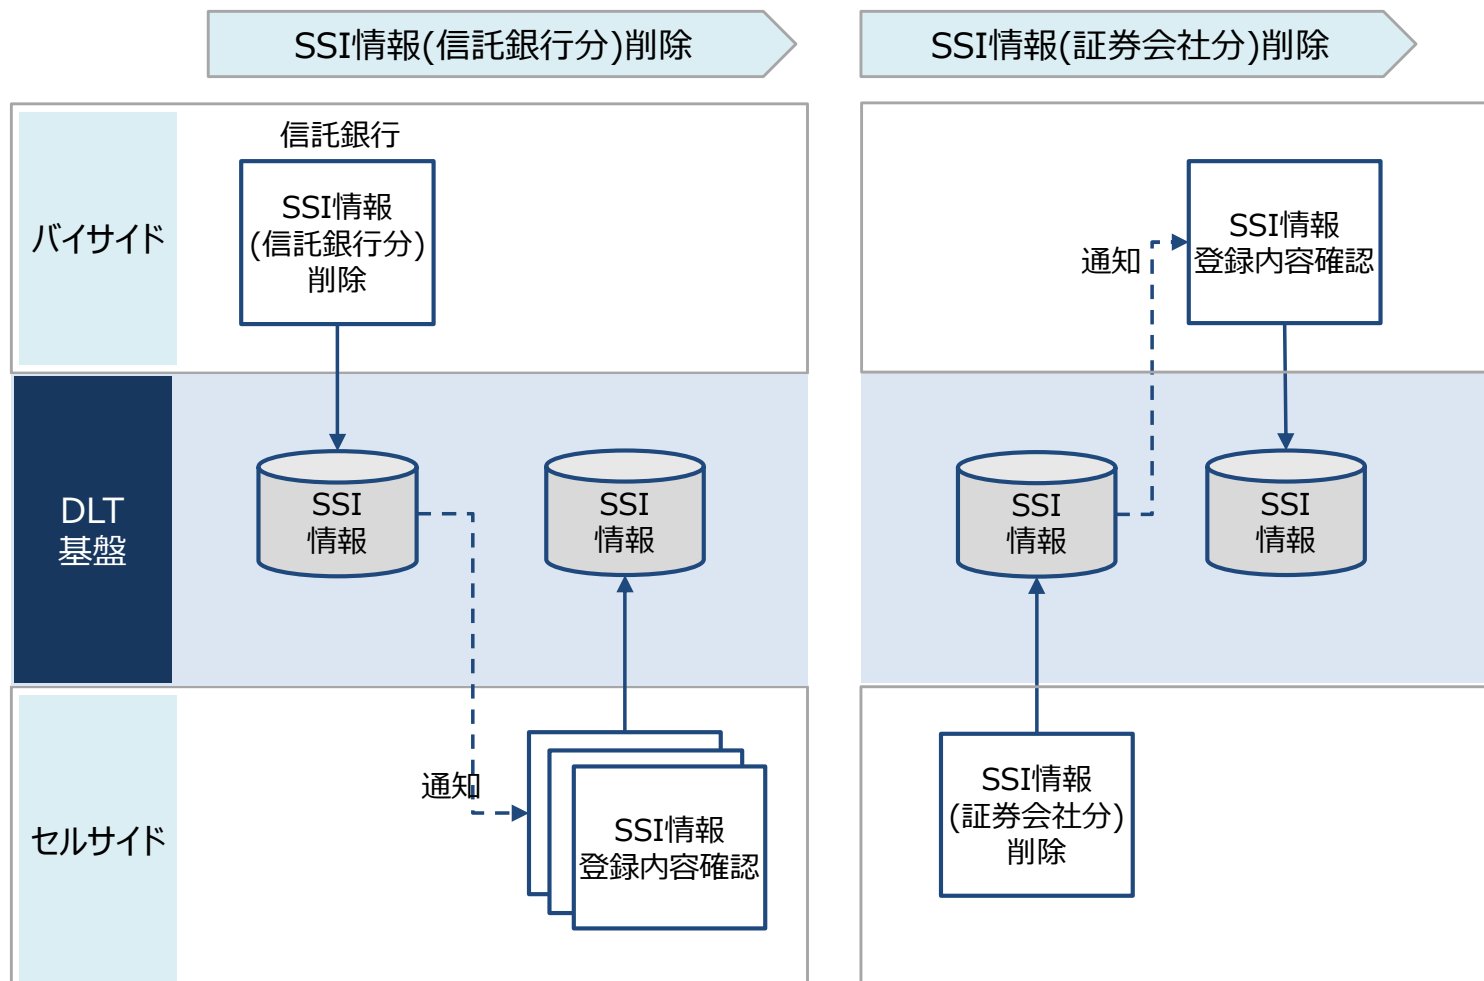 SSI情報(信託銀行分)削除
SSI情報(証券会社分)削除
バイサイド
信託銀行
SSI情報
(信託銀行分)
削除
通知
SSI情報
登録内容確認
DLT
基盤
SSI
情報
SSI
情報
SSI
情報
SSI
情報
セルサイド
通知
SSI情報
登録内容確認
SSI情報
(証券会社分)
削除